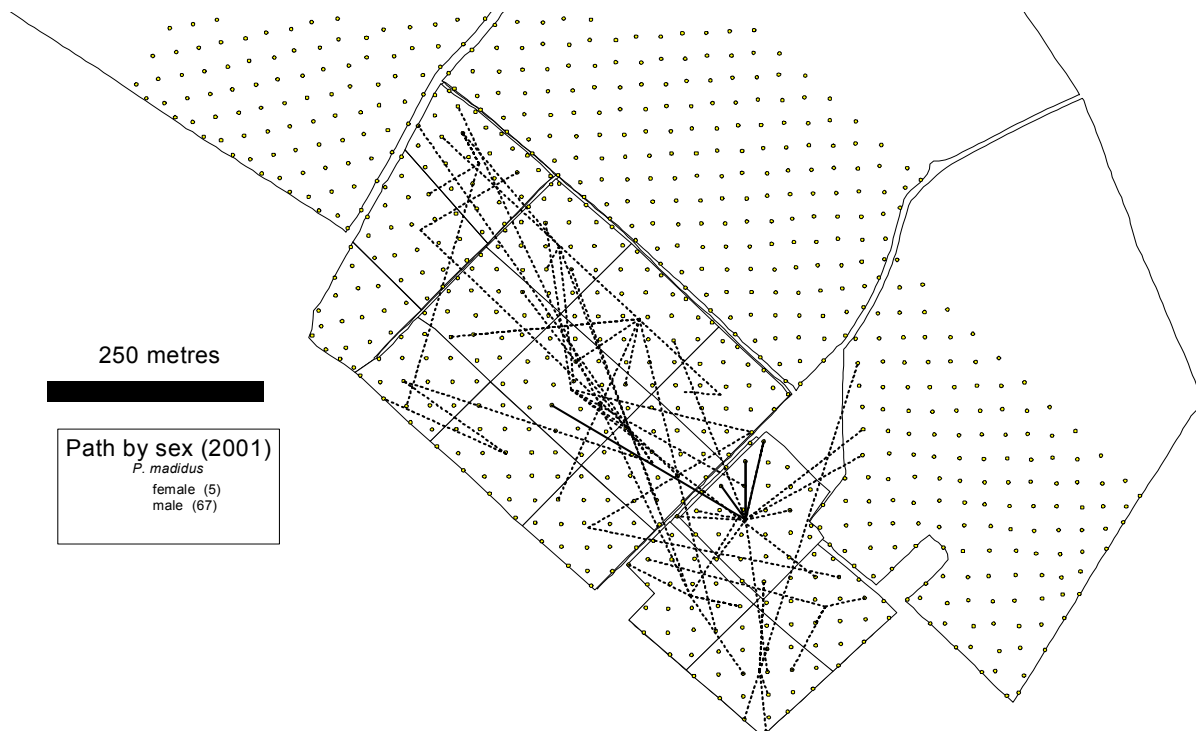 250 metres
Path by sex (2001)
P. madidus
female (5)
male (67)